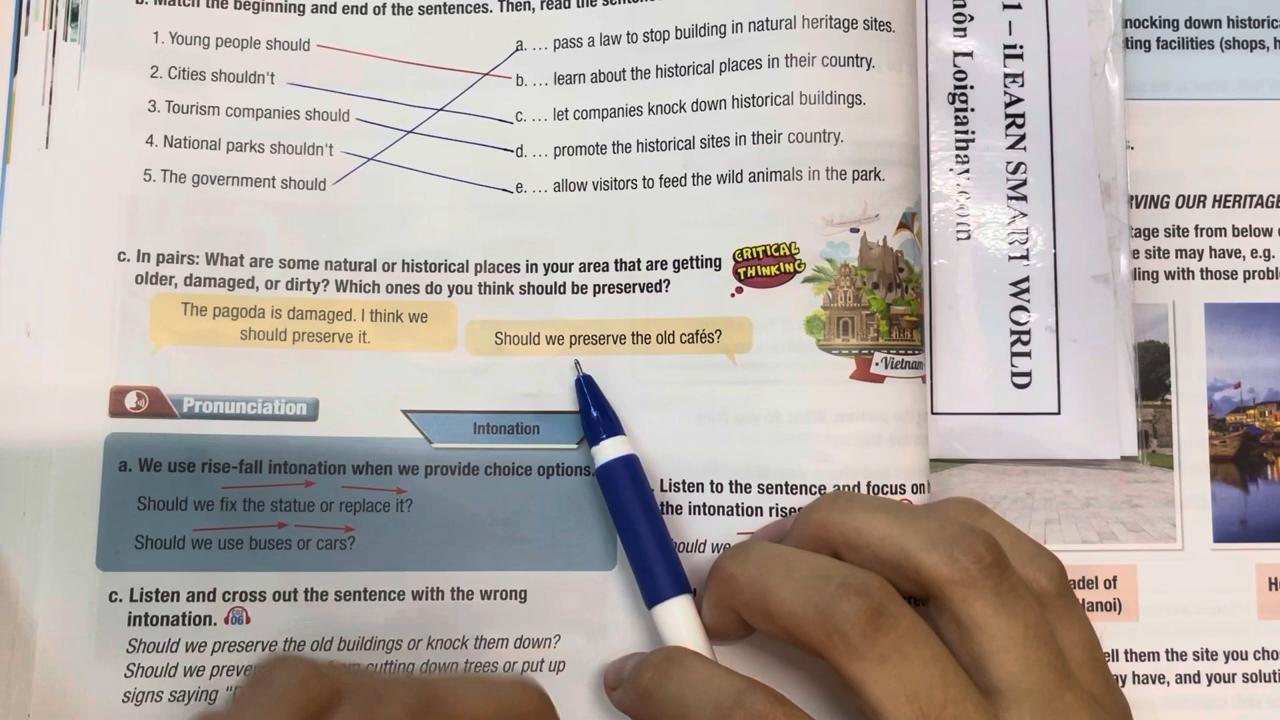 b. Match the beginning and end of the sentences. Then, read the
1. Young people should
2. Cities shouldn't
3. Tourism companies should
4. National parks shouldn't
5. The government should
a. ... pass a law to stop building in natural heritage sites.
b. ... learn about the historical places in their country.
c. ... let companies knock down historical buildings.
d. ... promote the historical sites in their country.
e. ... allow visitors to feed the wild animals in the park.
c. In pairs: What are some natural or historical places in your area that are getting
older, damaged, or dirty? Which ones do you think should be preserved?
CRITICAL
THINKING
The pagoda is damaged. I think we
should preserve it.
Should we preserve the old cafés?
Vietnam
Pronunciation
Intonation
a. We use rise-fall intonation when we provide choice options.
Should we fix the statue or replace it?
Should we use buses or cars?
Listen to the sentence and focus on
the intonation
we
c. Listen and cross out the sentence with the wrong
intonation.
06
Should we preserve the old buildings or knock them down?
Should we cutting down trees or put up
signs saying
1 – iLEARN SMART WORLD
môn Loigiaihay.com
nocking down
ting facilities (shops,
VING OUR HERITAGE
tage site from below
e site may have, e.g.
ling with those
adel of
Hanoi)
ell them the site you
ay have, and your